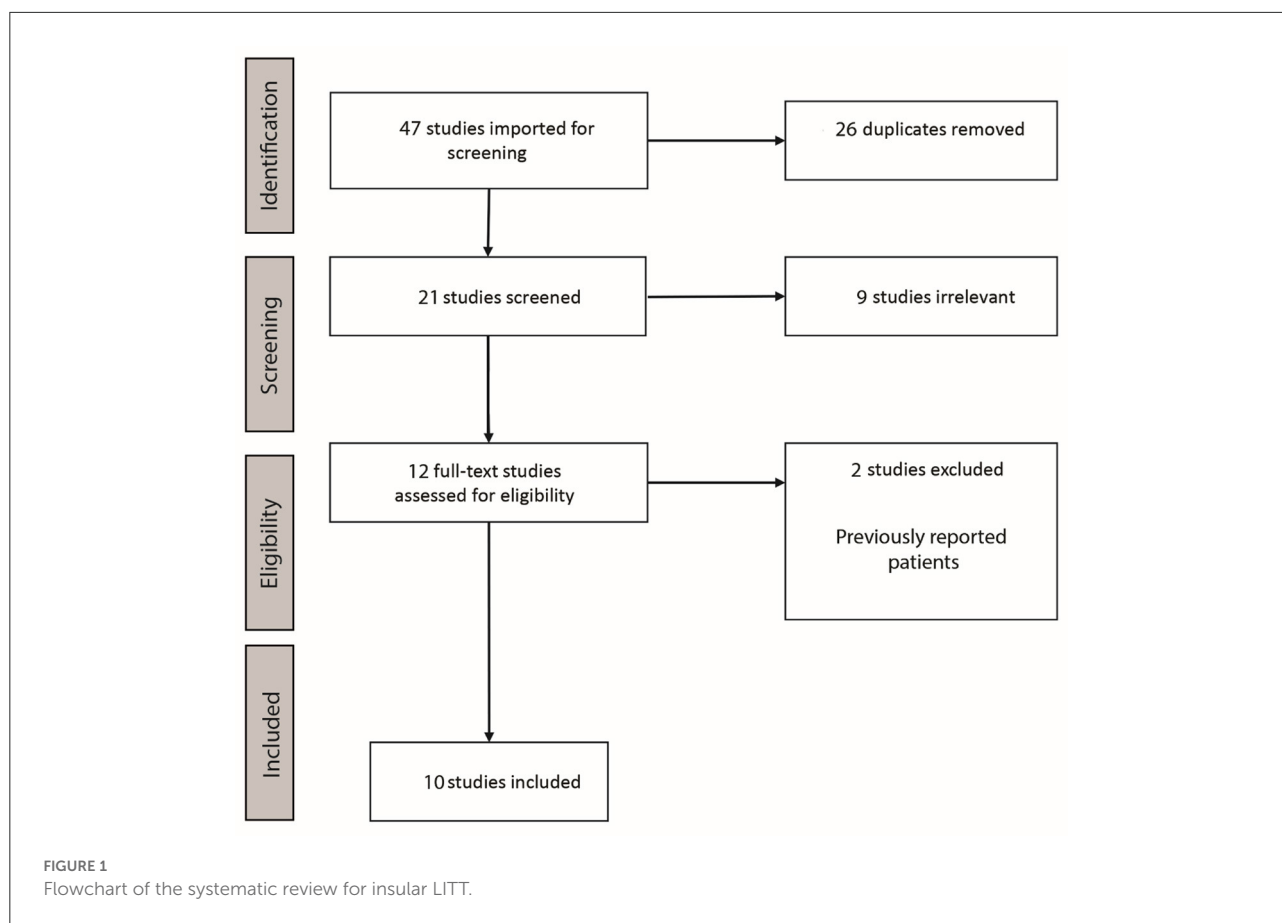 Identification
47 studies imported for
screening
26 duplicates removed
Screening
21 studies screened
9 studies irrelevant
Eligibility
12 full-text studies
assessed for eligibility
2 studies excluded
Previously reported
patients
Included
10 studies included
FIGURE 1
Flowchart of the systematic review for insular LITT.